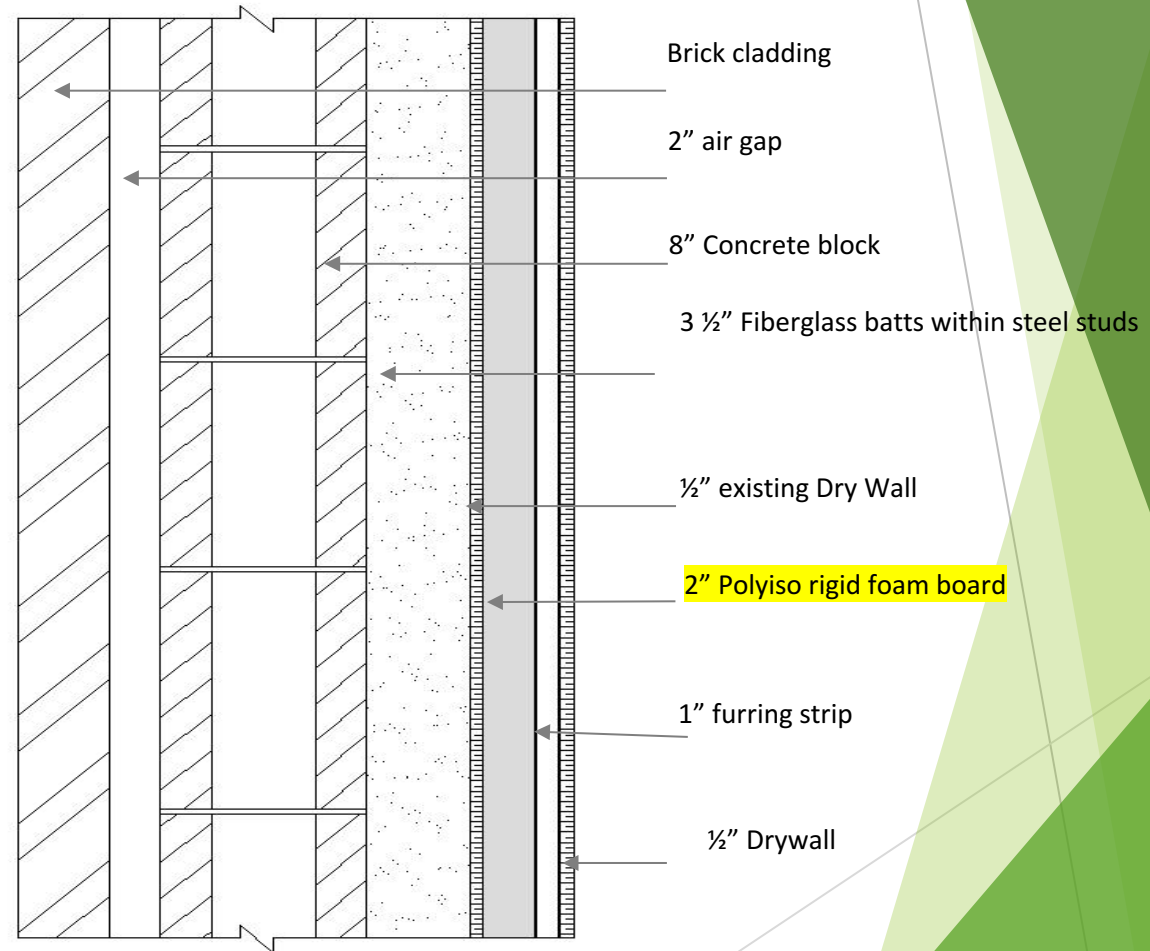 Brick cladding
2” air gap
8” Concrete block
3 ½” Fiberglass batts within steel studs
½” existing Dry Wall
2” Polyiso rigid foam board
1” furring strip
½” Drywall